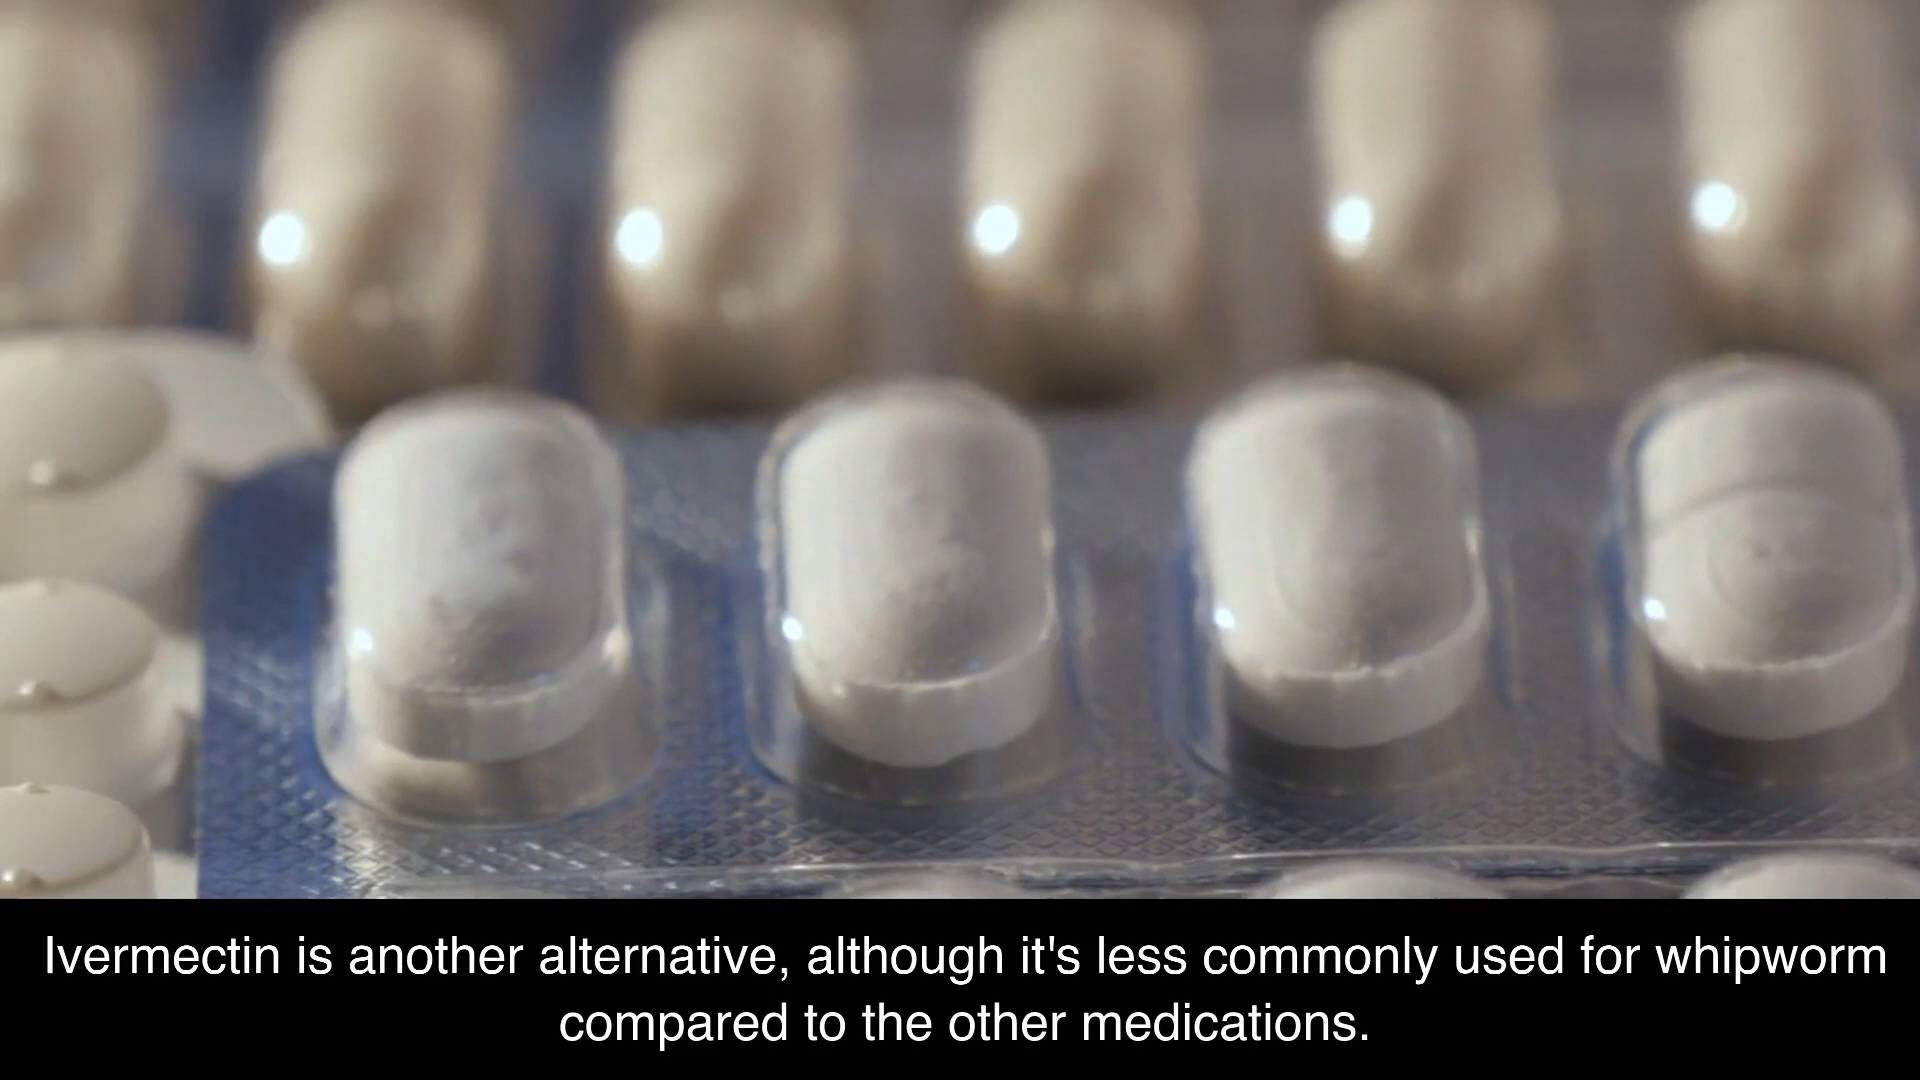 Ivermectin is another alternative, although it's less commonly used for whipworm
compared to the other medications.